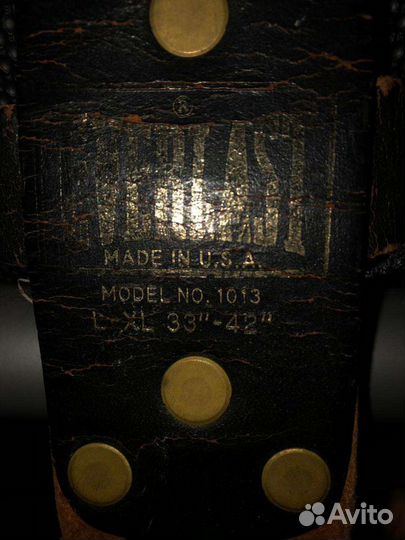 ®
EVERLAST
MADE IN U.S.A.
MODEL NO. 1013
L-XL 33"-42"
Avito